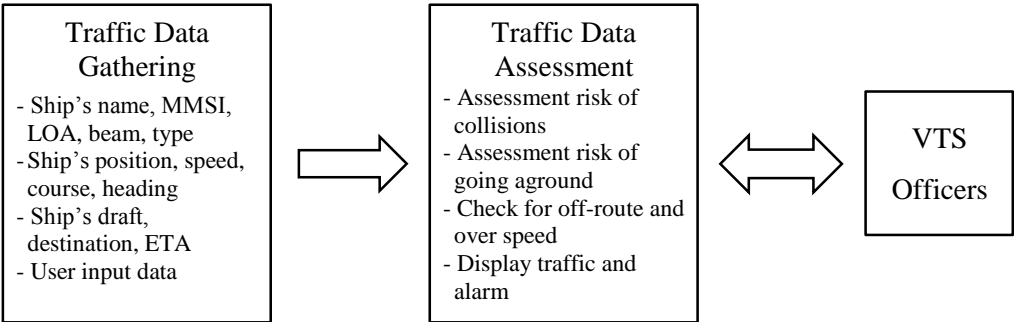 Traffic Data
Gathering
- Ship's name, MMSI,
LOA, beam, type
- Ship's position, speed,
course, heading
- Ship's draft,
destination, ETA
- User input data
Traffic Data
Assessment
- Assessment risk of
collisions
- Assessment risk of
going aground
- Check for off-route and
over speed
- Display traffic and
alarm
VTS
Officers